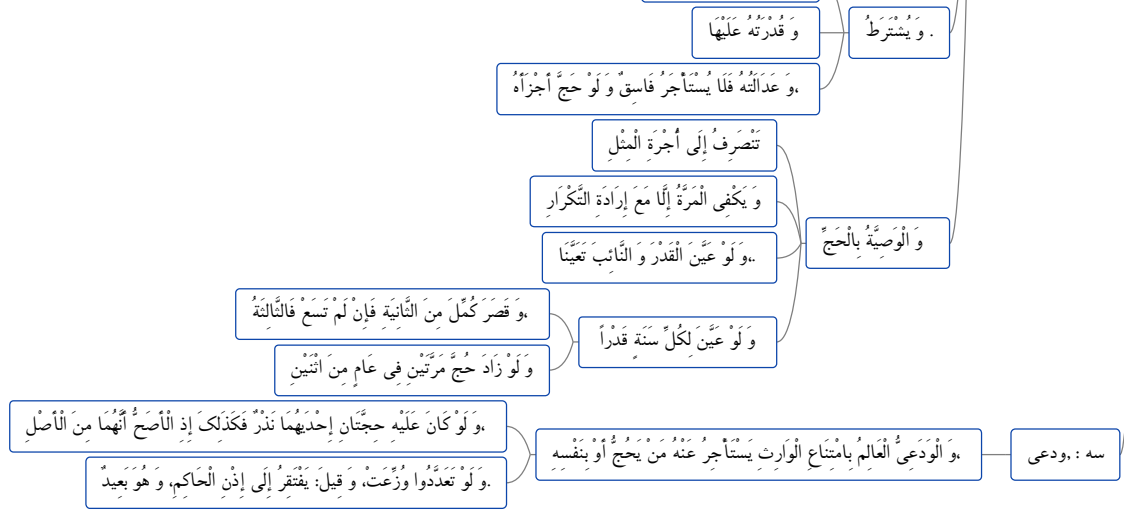 . وَ يُشْتَرَطُ
وَ قُدْرَتُهُ عَلَيْهَا
،وَ عَدَالَتُهُ فَلَا يُسْتَأْجَرُ فَاسِقٌ وَ لَوْ حَجَّ أَجْزَأَهُ
وَ الْوَصِيَّةُ بِالْحَجِّ
تَنْصَرِفُ إِلَى أُجْرَةِ الْمِثْلِ
وَ يَكْفِى الْمَرَّةُ إِلَّا مَعَ إِرَادَةِ التَّكْرَارِ
،.وَ لَوْ عَيَّنَ الْقَدْرَ وَ النَّائِبَ تَعَيَّنَا
وَ لَوْ عَيَّنَ لِكُلِّ سَنَةٍ قَدْراً
،وَ قَصَرَ كُمِّلَ مِنَ الثَّانِيَةِ فَإِنْ لَمْ تَسَعْ فَالثَّالِثَةُ
وَ لَوْ زَادَ حُجَّ مَرَّتَيْنِ فِى عَامٍ مِنَ اثْنَيْنِ
سه : ,ودعى
،وَ الْوَدَعِىُّ الْعَالِمُ بِامْتِنَاعِ الْوَارِثِ يَسْتَأْجِرُ عَنْهُ مَنْ يَحُجُّ أَوْ بِنَفْسِهِ
،وَ لَوْ كَانَ عَلَيْهِ حِجَّتَانِ إِحْدَيهُمَا نَذْرٌ فَكَذَلِکَ إِذِ الْأَصَحُّ أَنَّهُمَا مِنَ الْأَصْلِ
.وَ لَوْ تَعَدَّدُوا وُزِّعَتْ، وَ قِيلَ: يَفْتَقِرُ إِلَى إِذْنِ الْحَاكِمِ، وَ هُوَ بَعِيدٌ